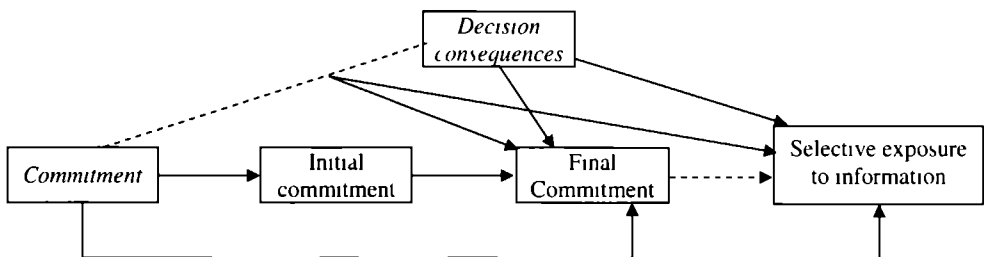 Decision
consequences
Commitment
Initial
commitment
Final
Commitment
Selective exposure
to information